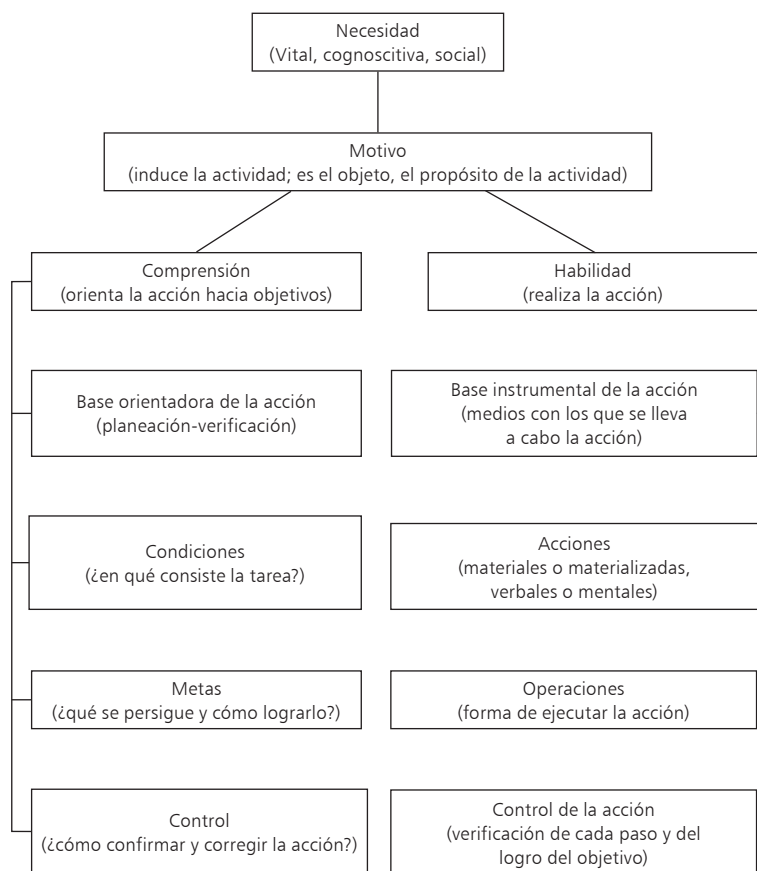 Necesidad
(Vital, cognoscitiva, social)
Motivo
(induce la actividad; es el objeto, el propósito de la actividad)
Comprensión
(orienta la acción hacia objetivos)
Habilidad
(realiza la acción)
Base orientadora de la acción
(planeación-verificación)
Base instrumental de la acción
(medios con los que se lleva
a cabo la acción)
Condiciones
(¿en qué consiste la tarea?)
Acciones
(materiales o materializadas,
verbales o mentales)
Metas
(¿qué se persigue y cómo lograrlo?)
Operaciones
(forma de ejecutar la acción)
Control
(¿cómo confirmar y corregir la acción?)
Control de la acción
(verificación de cada paso y del
logro del objetivo)